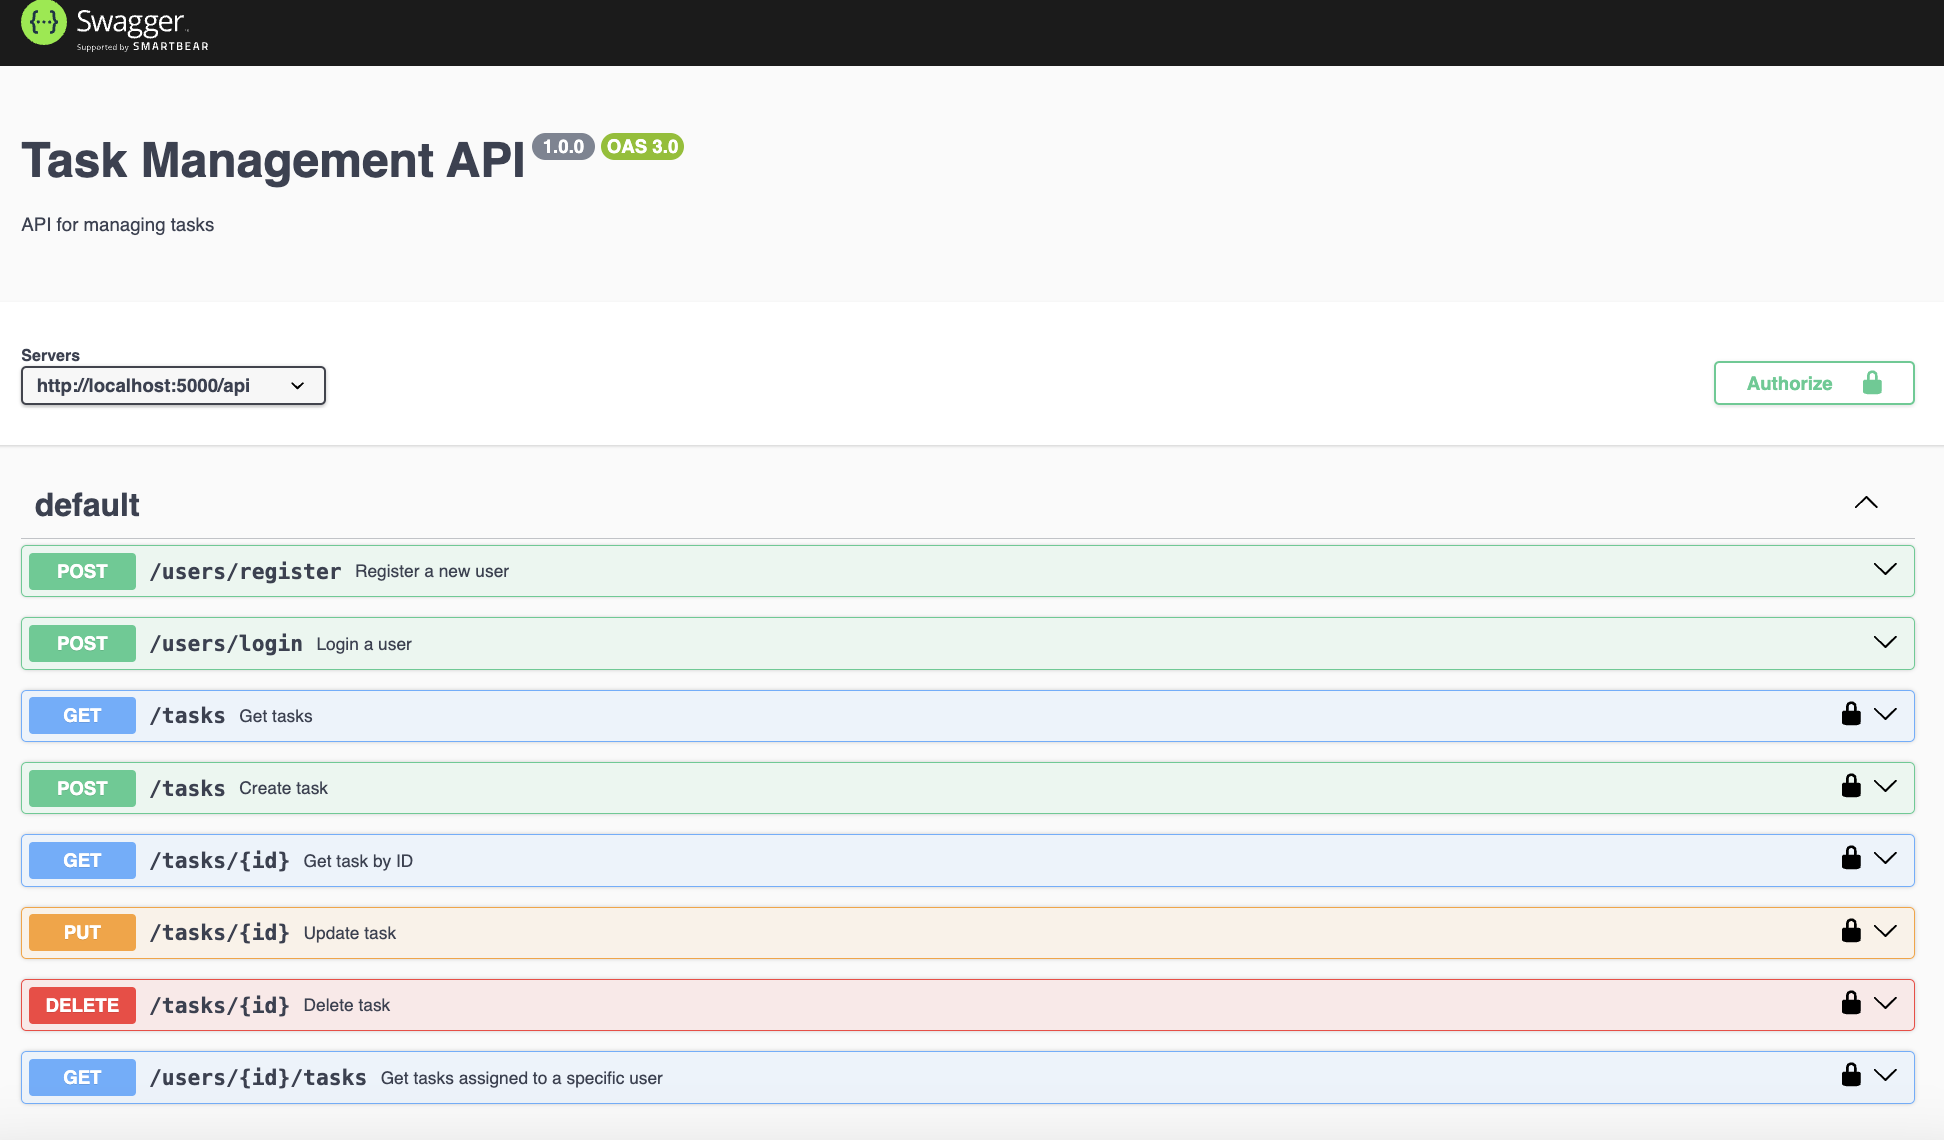 Swagger
Supported by SMARTBEAR
Task Management API 1.0.0 OAS 3.0
API for managing tasks
Servers
http://localhost:5000/api
Authorize
default
POST /users/register Register a new user
POST /users/login Login a user
GET /tasks Get tasks
POST /tasks Create task
GET /tasks/{id} Get task by ID
PUT /tasks/{id} Update task
DELETE /tasks/{id} Delete task
GET /users/{id}/tasks Get tasks assigned to a specific user